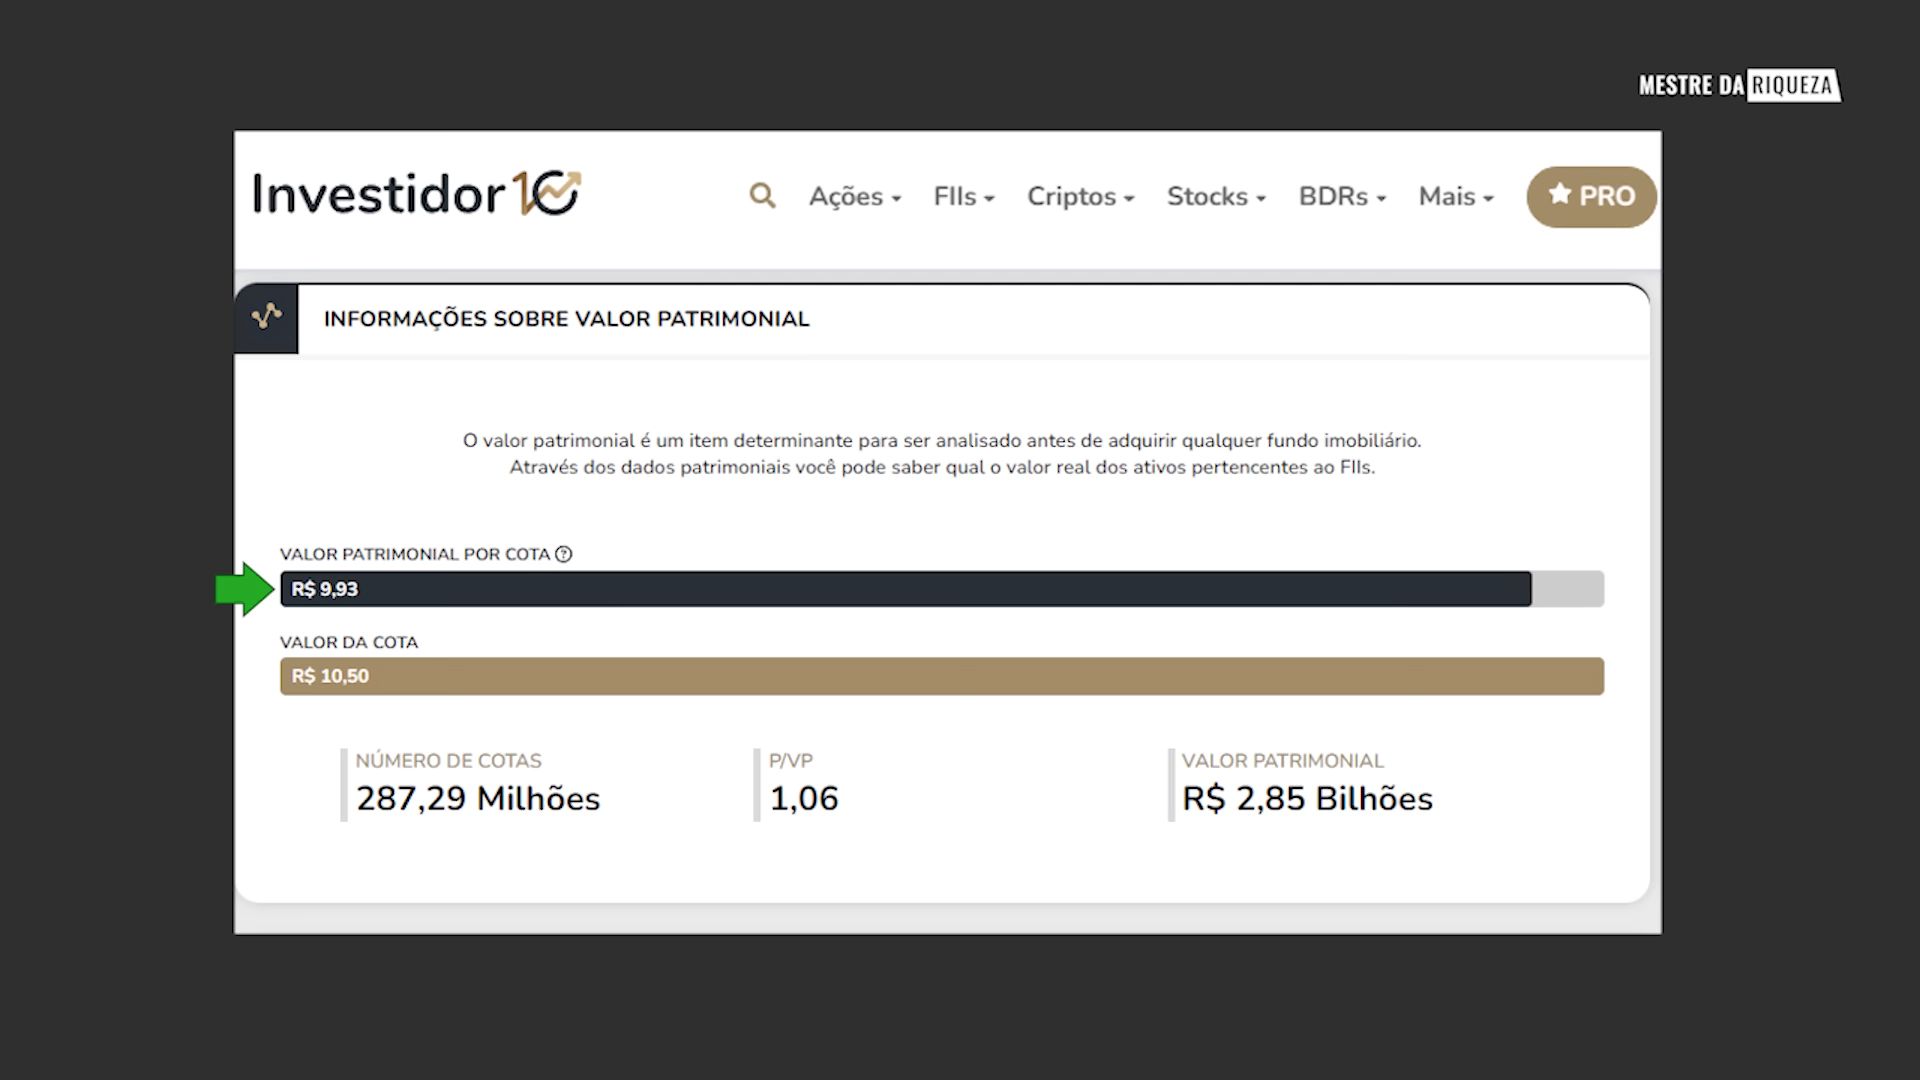 MESTRE DA RIQUEZA
Investidor 10
Ações
FIIs
Criptos
Stocks
BDRs
Mais
PRO
INFORMAÇÕES SOBRE VALOR PATRIMONIAL
O valor patrimonial é um item determinante para ser analisado antes de adquirir qualquer fundo imobiliário.
Através dos dados patrimoniais você pode saber qual o valor real dos ativos pertencentes ao FIIs.
VALOR PATRIMONIAL POR COTA ?
R$ 9,93
VALOR DA COTA
R$ 10,50
NÚMERO DE COTAS
287,29 Milhões
P/VP
1,06
VALOR PATRIMONIAL
R$ 2,85 Bilhões